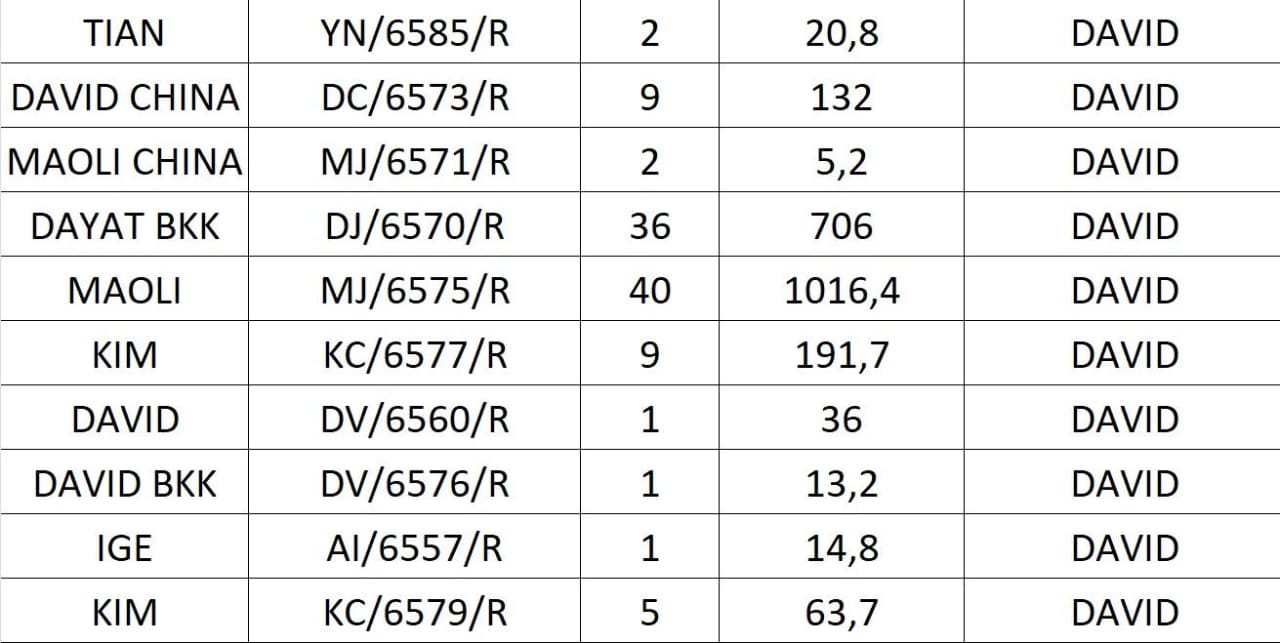 TIAN YN/6585/R 2 20,8 DAVID
DAVID CHINA DC/6573/R 9 132 DAVID
MAOLI CHINA MJ/6571/R 2 5,2 DAVID
DAYAT BKK DJ/6570/R 36 706 DAVID
MAOLI MJ/6575/R 40 1016,4 DAVID
KIM KC/6577/R 9 191,7 DAVID
DAVID DV/6560/R 1 36 DAVID
DAVID BKK DV/6576/R 1 13,2 DAVID
IGE AI/6557/R 1 14,8 DAVID
KIM KC/6579/R 5 63,7 DAVID